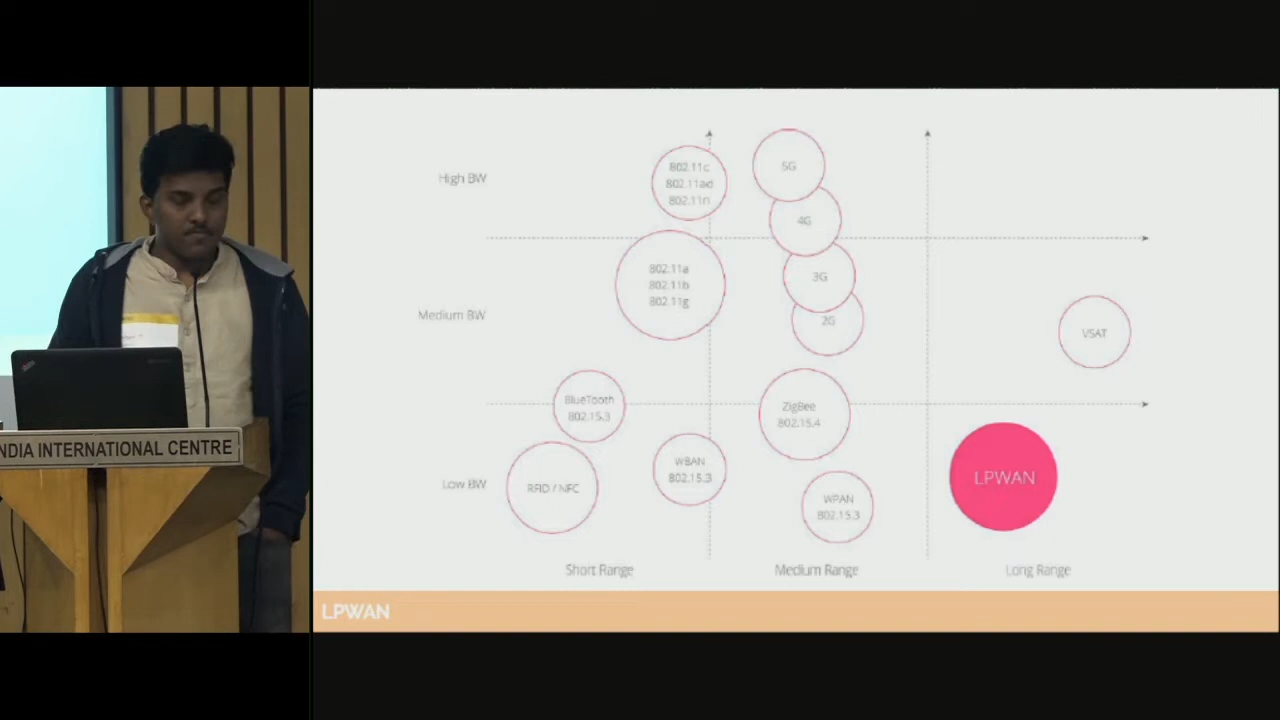 High BW
802.11c
802.11ad
802.11n
5G
4G
802.11a
802.11b
802.11g
3G
Medium BW
2G
VSAT
BlueTooth
802.15.3
ZigBee
802.15.4
WBAN
802.15.3
Low BW
RFID / NFC
LPWAN
WPAN
802.15.3
Short Range
Medium Range
Long Range
LPWAN
NDIA INTERNATIONAL CENTRE